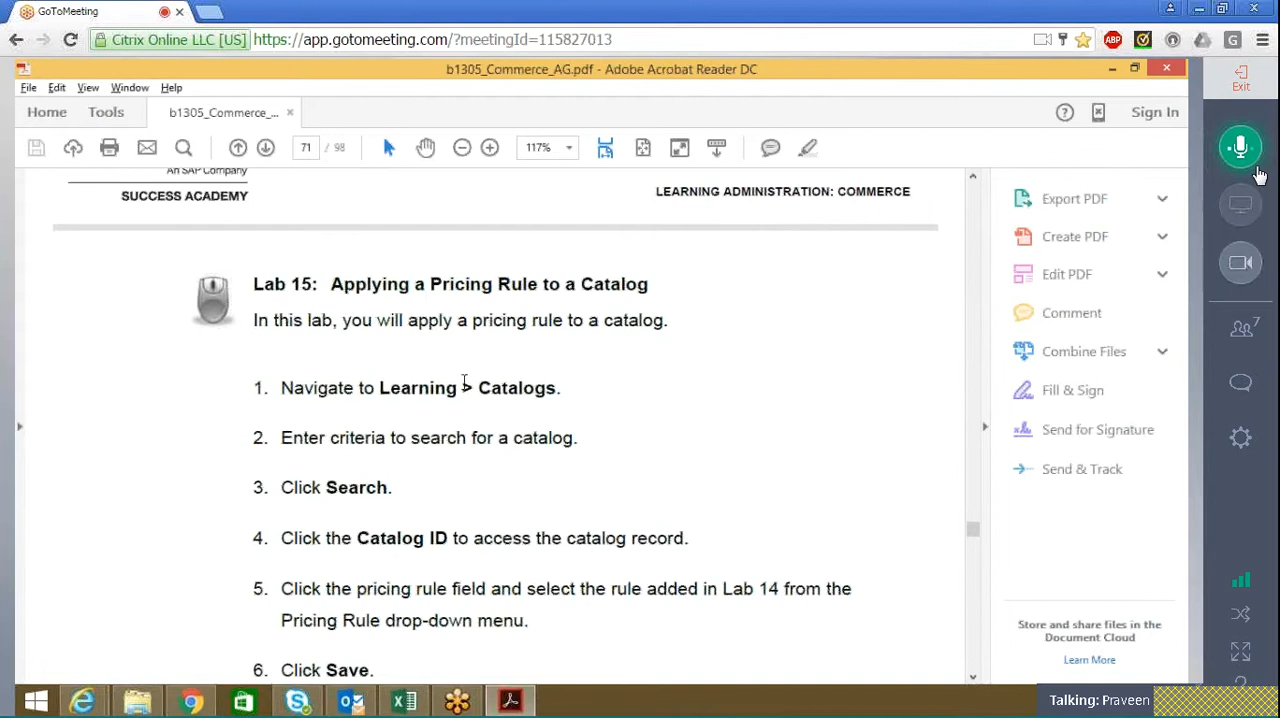 GoToMeeting
Citrix Online LLC [US] https://app.gotomeeting.com/?meetingId=115827013
ABP
G
b1305_Commerce_AG.pdf - Adobe Acrobat Reader DC
Exit
File Edit View Window Help
Home Tools b1305_Commerce_... Sign In
71 / 98 117%
An SAP Company
SUCCESS ACADEMY
LEARNING ADMINISTRATION: COMMERCE
Lab 15: Applying a Pricing Rule to a Catalog
In this lab, you will apply a pricing rule to a catalog.
1. Navigate to Learning > Catalogs.
2. Enter criteria to search for a catalog.
3. Click Search.
4. Click the Catalog ID to access the catalog record.
5. Click the pricing rule field and select the rule added in Lab 14 from the
Pricing Rule drop-down menu.
6. Click Save.
Export PDF
Create PDF
Edit PDF
Comment
Combine Files
Fill & Sign
Send for Signature
Send & Track
Store and share files in the
Document Cloud
Learn More
7
Talking: Praveen